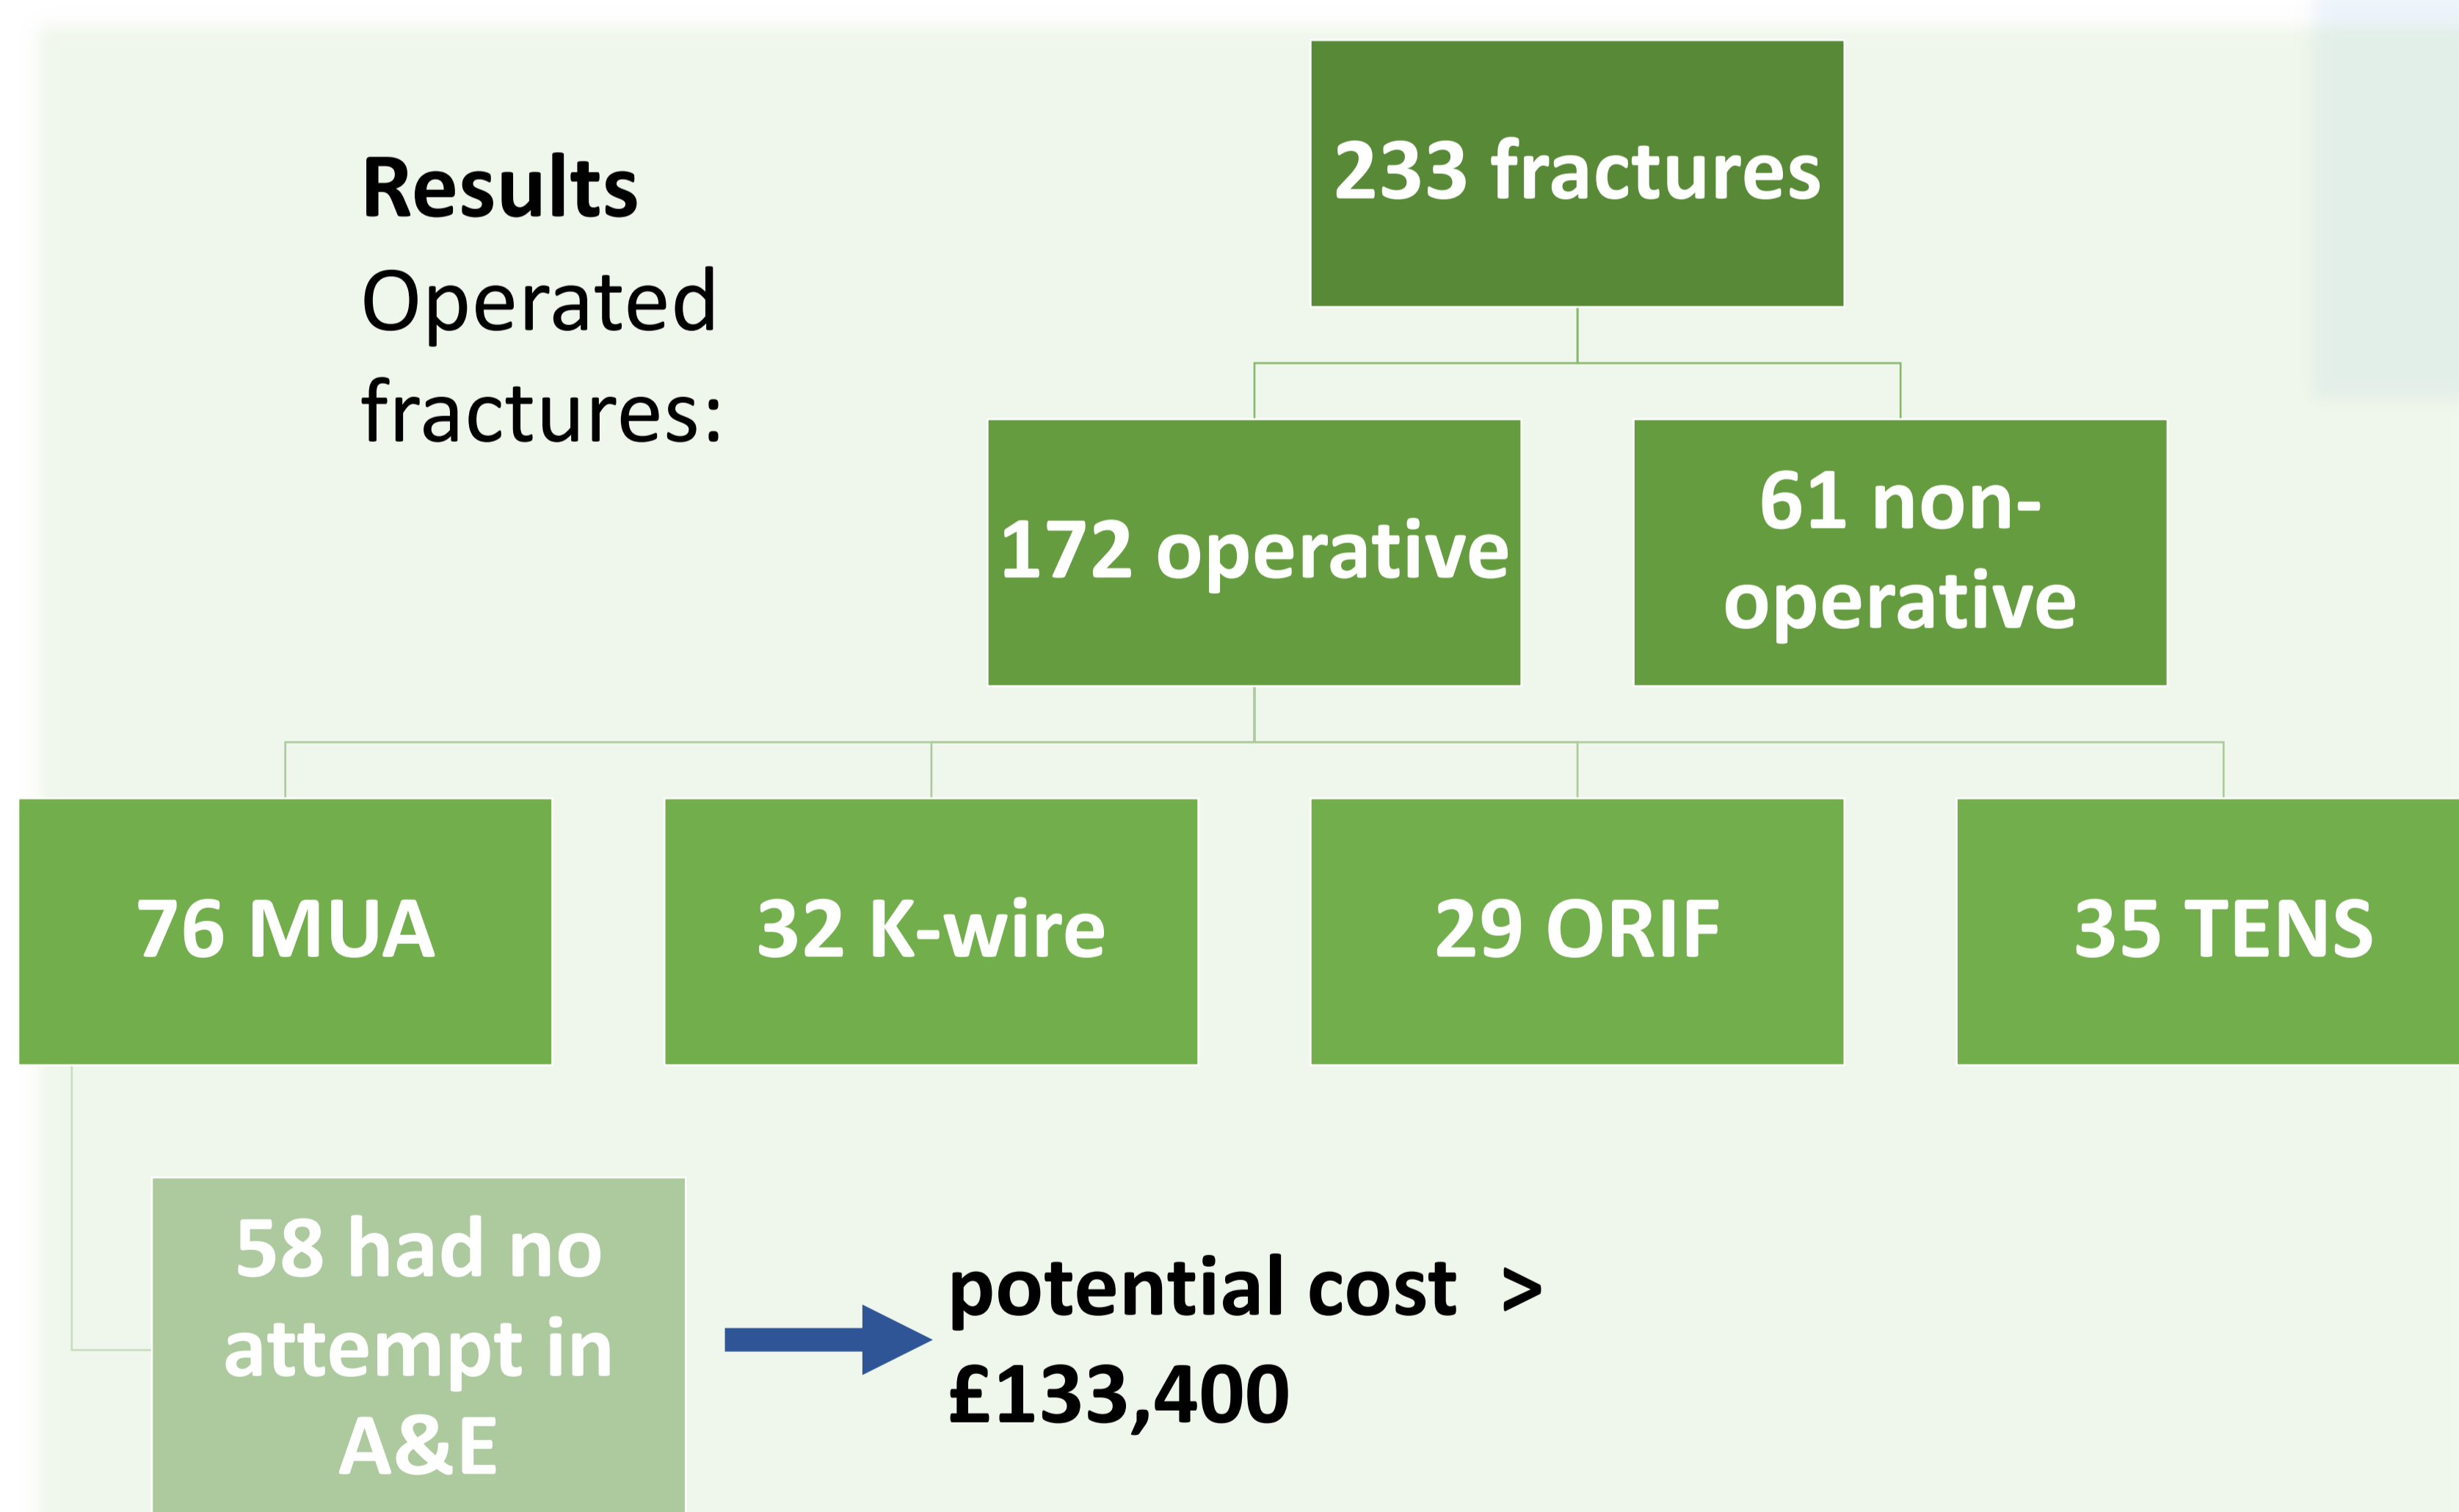 Results
Operated
fractures:
233 fractures
172 operative
61 non-
operative
76 MUA
32 K-wire
29 ORIF
35 TENS
58 had no
attempt in
A&E
potential cost >
£133,400